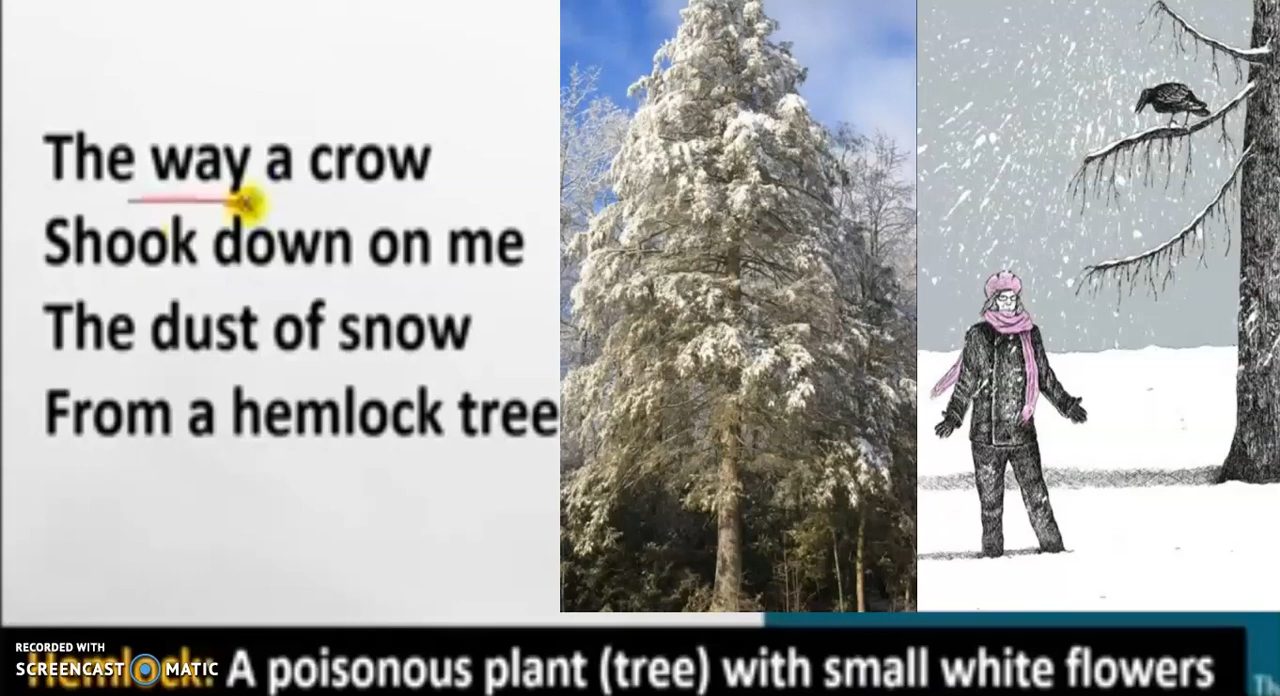 The way a crow
Shook down on me
The dust of snow
From a hemlock tree
RECORDED WITH
SCREENCAST MATIC
Hemlock: A poisonous plant (tree) with small white flowers